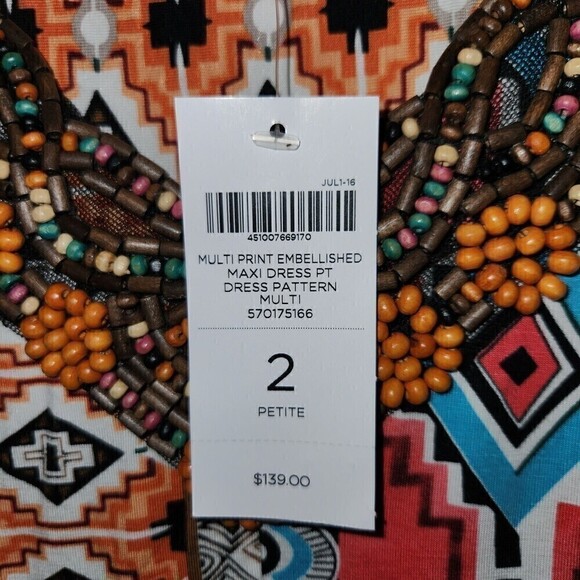 JUL1-16
451007669170
MULTI PRINT EMBELLISHED
MAXI DRESS PT
DRESS PATTERN
MULTI
570175166
2
PETITE
$139.00